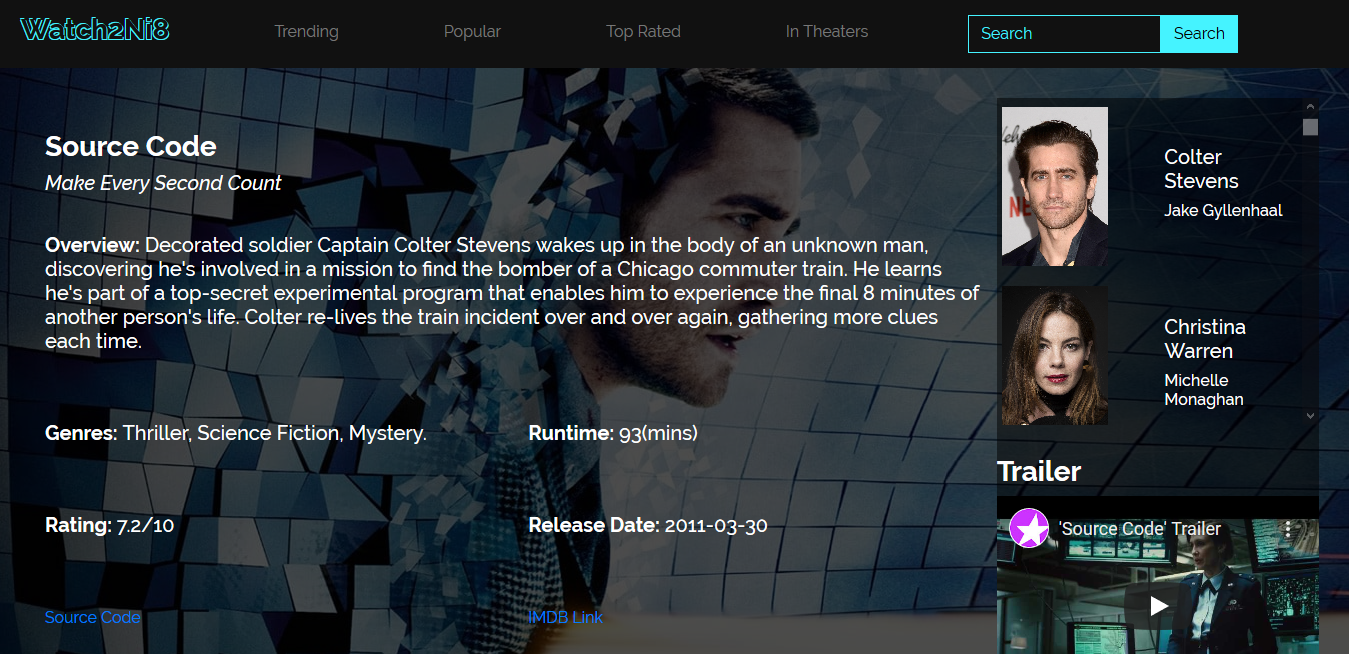 Watch2Ni8
Trending
Popular
Top Rated
In Theaters
Search
Search
Source Code
Make Every Second Count
Overview: Decorated soldier Captain Colter Stevens wakes up in the body of an unknown man,
discovering he's involved in a mission to find the bomber of a Chicago commuter train. He learns
he's part of a top-secret experimental program that enables him to experience the final 8 minutes of
another person's life. Colter re-lives the train incident over and over again, gathering more clues
each time.
Genres: Thriller, Science Fiction, Mystery.
Runtime: 93(mins)
Rating: 7.2/10
Release Date: 2011-03-30
Source Code
IMDB Link
Colter
Stevens
Jake Gyllenhaal
Christina
Warren
Michelle
Monaghan
Trailer
'Source Code' Trailer